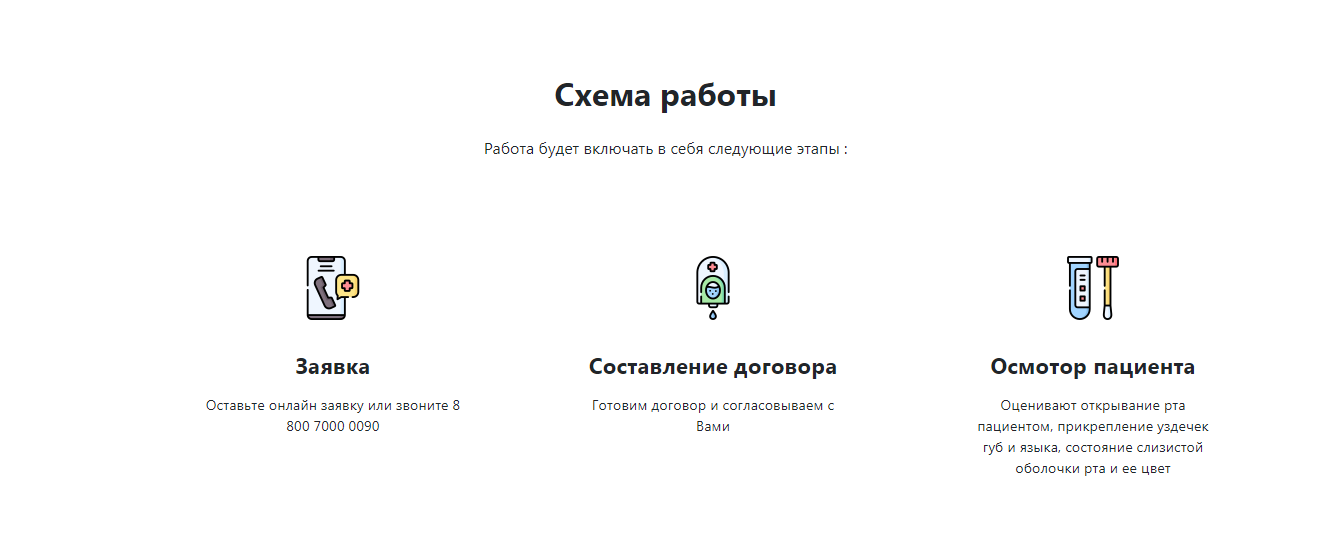 Схема работы
Работа будет включать в себя следующие этапы :
Заявка
Оставьте онлайн заявку или звоните 8
800 7000 0090
Составление договора
Готовим договор и согласовываем с
Вами
Осмотор пациента
Оценивают открывание рта
пациентом, прикрепление уздечек
губ и языка, состояние слизистой
оболочки рта и ее цвет